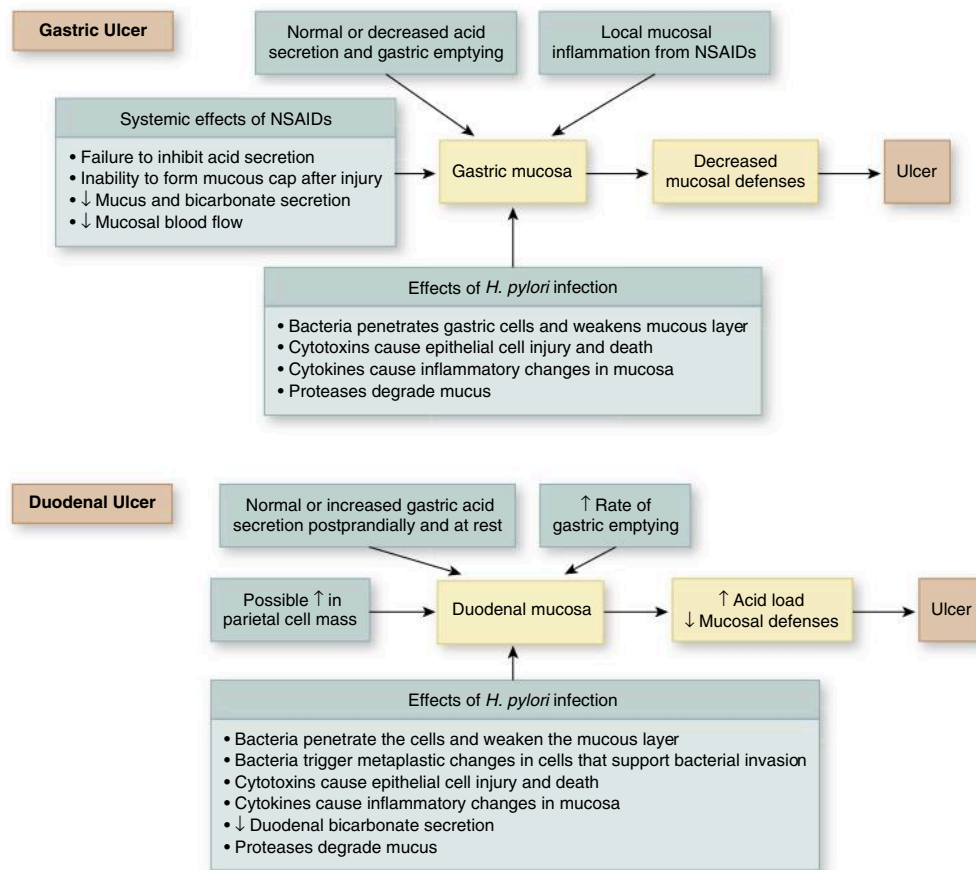 Gastric Ulcer
Normal or decreased acid
secretion and gastric emptying
Local mucosal
inflammation from NSAIDs
Systemic effects of NSAIDs
• Failure to inhibit acid secretion
• Inability to form mucous cap after injury
• ↓ Mucus and bicarbonate secretion
• ↓ Mucosal blood flow
Gastric mucosa
Decreased
mucosal defenses
Ulcer
Effects of H. pylori infection
• Bacteria penetrates gastric cells and weakens mucous layer
• Cytotoxins cause epithelial cell injury and death
• Cytokines cause inflammatory changes in mucosa
• Proteases degrade mucus
Duodenal Ulcer
Normal or increased gastric acid
secretion postprandially and at rest
↑ Rate of
gastric emptying
Possible ↑ in
parietal cell mass
Duodenal mucosa
↑ Acid load
↓ Mucosal defenses
Ulcer
Effects of H. pylori infection
• Bacteria penetrate the cells and weaken the mucous layer
• Bacteria trigger metaplastic changes in cells that support bacterial invasion
• Cytotoxins cause epithelial cell injury and death
• Cytokines cause inflammatory changes in mucosa
• ↓ Duodenal bicarbonate secretion
• Proteases degrade mucus